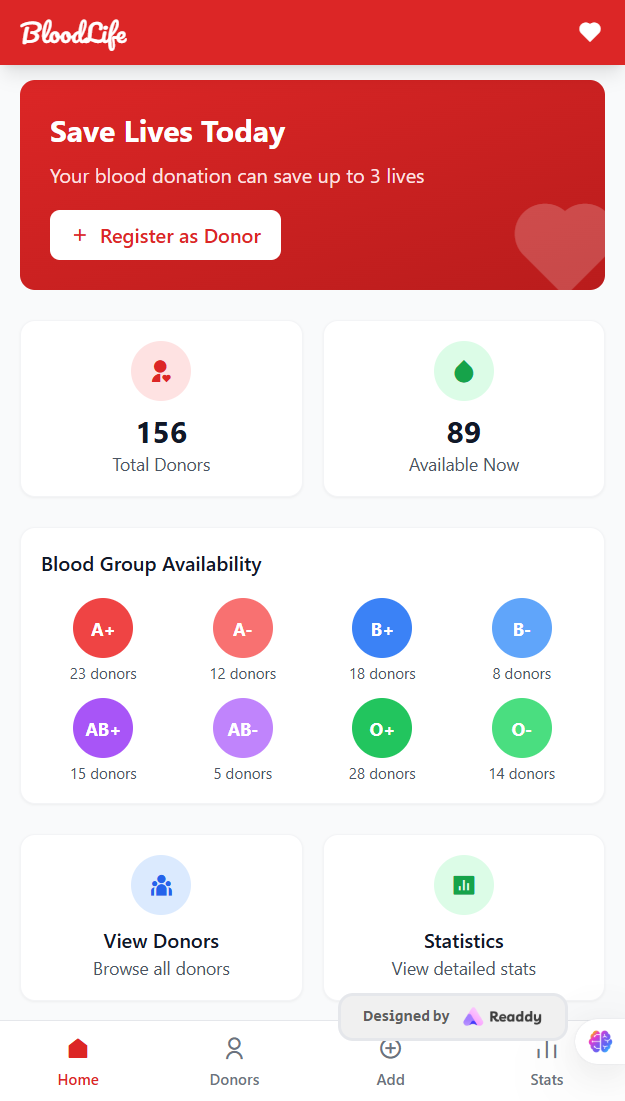 BloodLife
Save Lives Today
Your blood donation can save up to 3 lives
+ Register as Donor
156
Total Donors
89
Available Now
Blood Group Availability
A+ A- B+ B-
23 donors 12 donors 18 donors 8 donors
AB+ AB- O+ O-
15 donors 5 donors 28 donors 14 donors
View Donors
Browse all donors
Statistics
View detailed stats
Designed by Readdy
Home Donors Add Stats